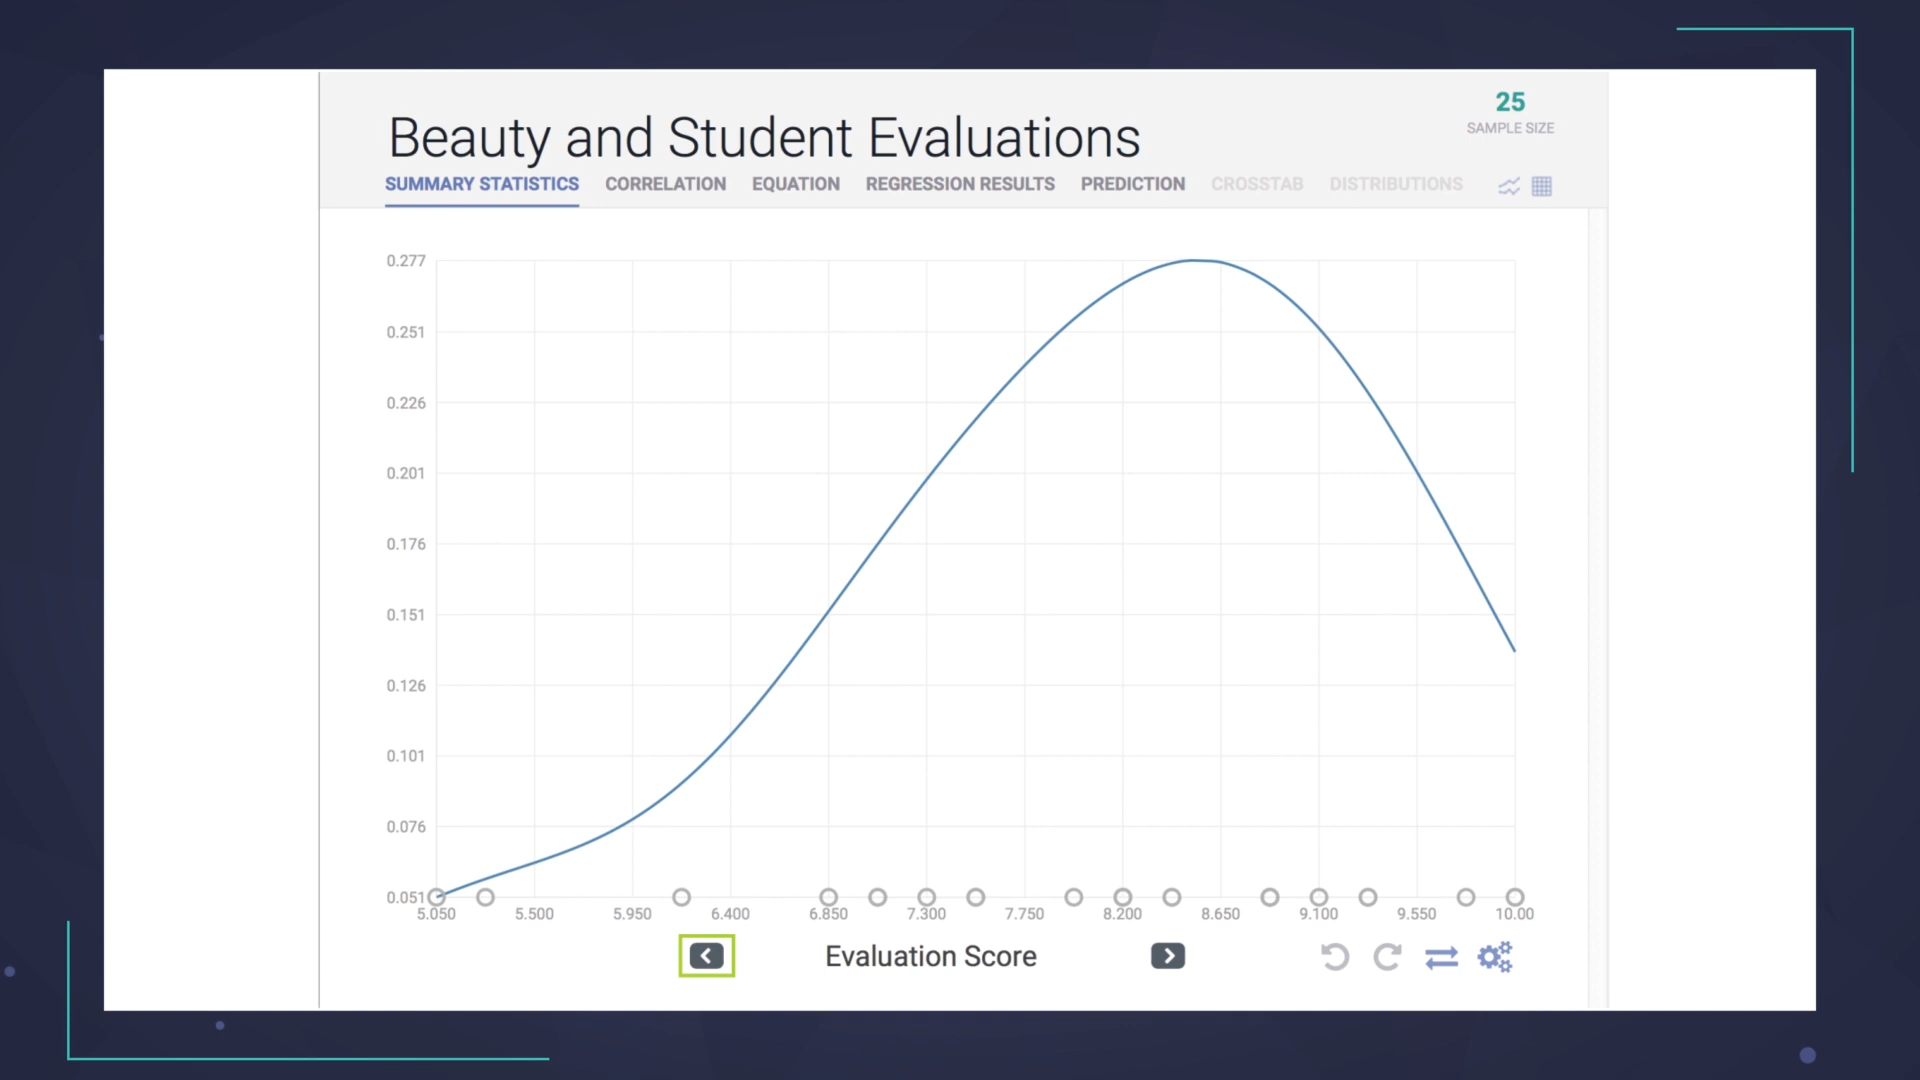 25
SAMPLE SIZE
Beauty and Student Evaluations
SUMMARY STATISTICS CORRELATION EQUATION REGRESSION RESULTS PREDICTION CROSSTAB DISTRIBUTIONS
0.277
0.251
0.226
0.201
0.176
0.151
0.126
0.101
0.076
0.051
5.050 5.500 5.950 6.400 6.850 7.300 7.750 8.200 8.650 9.100 9.550 10.00
Evaluation Score